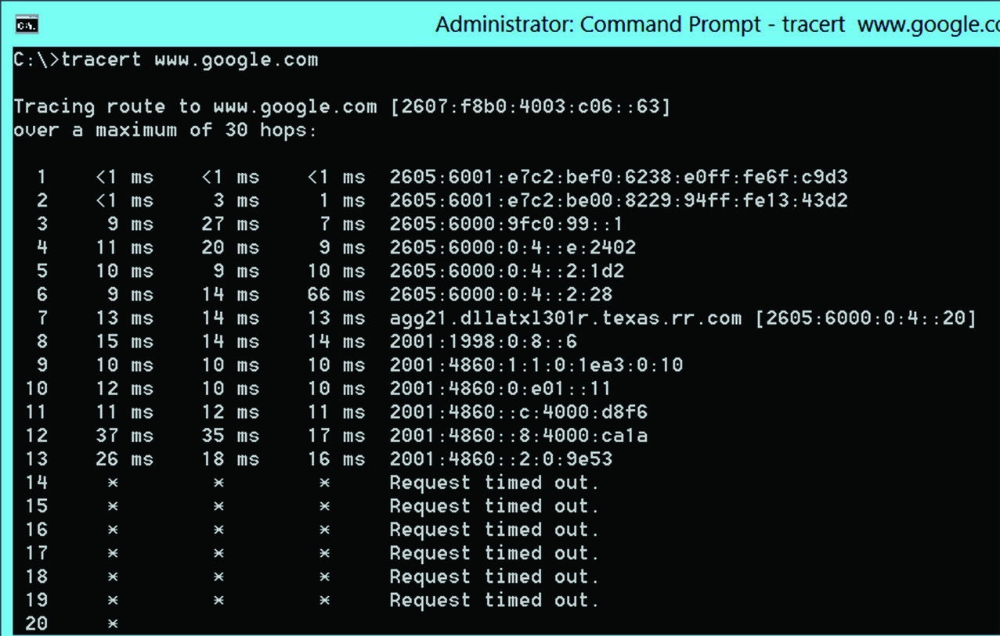 C:\.
Administrator: Command Prompt - tracert www.google.co
C:\>tracert www.google.com
Tracing route to www.google.com [2607:f8b0:4003:c06::63]
over a maximum of 30 hops:
1 <1 ms <1 ms <1 ms 2605:6001:e7c2:bef0:6238:e0ff:fe6f:c9d3
2 <1 ms 3 ms 1 ms 2605:6001:e7c2:be00:8229:94ff:fe13:43d2
3 9 ms 27 ms 7 ms 2605:6000:9fc0:99::1
4 11 ms 20 ms 9 ms 2605:6000:0:4::e:2402
5 10 ms 9 ms 10 ms 2605:6000:0:4::2:1d2
6 9 ms 14 ms 66 ms 2605:6000:0:4::2:28
7 13 ms 14 ms 13 ms agg21.dllatxl301r.texas.rr.com [2605:6000:0:4::20]
8 15 ms 14 ms 14 ms 2001:1998:0:8::6
9 10 ms 10 ms 10 ms 2001:4860:1:1:0:1ea3:0:10
10 12 ms 10 ms 10 ms 2001:4860:0:e01::11
11 11 ms 12 ms 11 ms 2001:4860::c:4000:d8f6
12 37 ms 35 ms 17 ms 2001:4860::8:4000:ca1a
13 26 ms 18 ms 16 ms 2001:4860::2:0:9e53
14 * * * Request timed out.
15 * * * Request timed out.
16 * * * Request timed out.
17 * * * Request timed out.
18 * * * Request timed out.
19 * * * Request timed out.
20 *